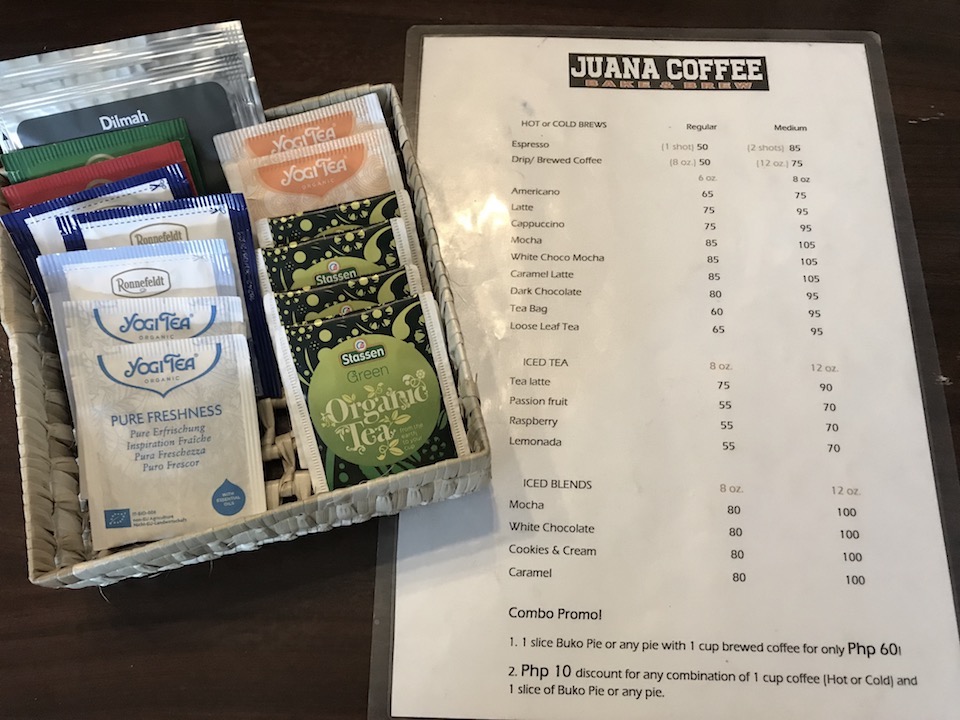 Dilmah
YOGI TEA
YOGI TEA
ORGANIC
Ronnefeldt
Ronnefeldt
YOGI TEA
ORGANIC
YOGI TEA
ORGANIC
PURE FRESHNESS
Pure Erfrischung
Inspiration Fraîche
Pura Freschezza
Puro Frescor
WITH ESSENTIAL OILS
Stassen
Stassen
Green
Organic
Tea
JUANA COFFEE
BAKE & BREW
HOT or COLD BREWS Regular Medium
Espresso (1 shot) 50 (2 shots) 85
Drip/ Brewed Coffee (8 oz.) 50 (12 oz.) 75
6 oz. 8 oz
Americano 65 75
Latte 75 95
Cappuccino 75 95
Mocha 85 105
White Choco Mocha 85 105
Caramel Latte 85 105
Dark Chocolate 80 95
Tea Bag 60 95
Loose Leaf Tea 65 95
ICED TEA 8 oz. 12 oz.
Tea latte 75 90
Passion fruit 55 70
Raspberry 55 70
Lemonada 55 70
ICED BLENDS 8 oz. 12 oz.
Mocha 80 100
White Chocolate 80 100
Cookies & Cream 80 100
Caramel 80 100
Combo Promo!
1. 1 slice Buko Pie or any pie with 1 cup brewed coffee for only Php 60!
2. Php 10 discount for any combination of 1 cup coffee (Hot or Cold) and
1 slice of Buko Pie or any pie.